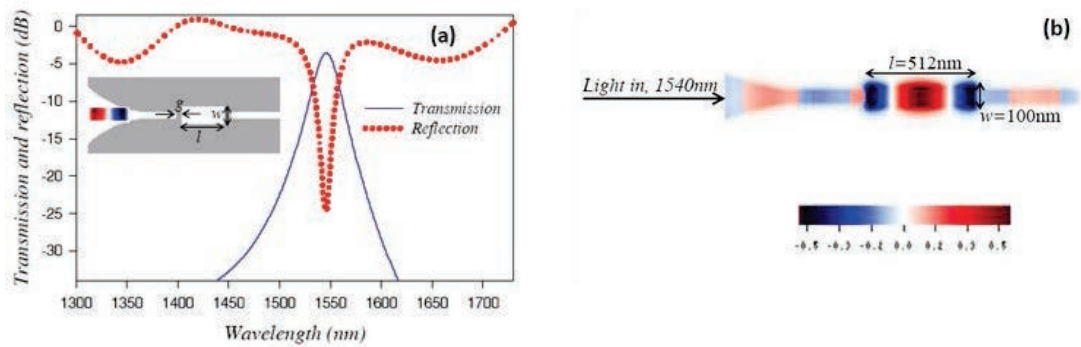 (a)
Transmission and reflection (dB)
0
-5
-10
-15
-20
-25
-30
g
w
l
Transmission
Reflection
1300 1350 1400 1450 1500 1550 1600 1650 1700
Wavelength (nm)
(b)
l=512nm
Light in, 1540nm
w=100nm
-0.5 -0.3 -0.2 0.0 0.2 0.3 0.5